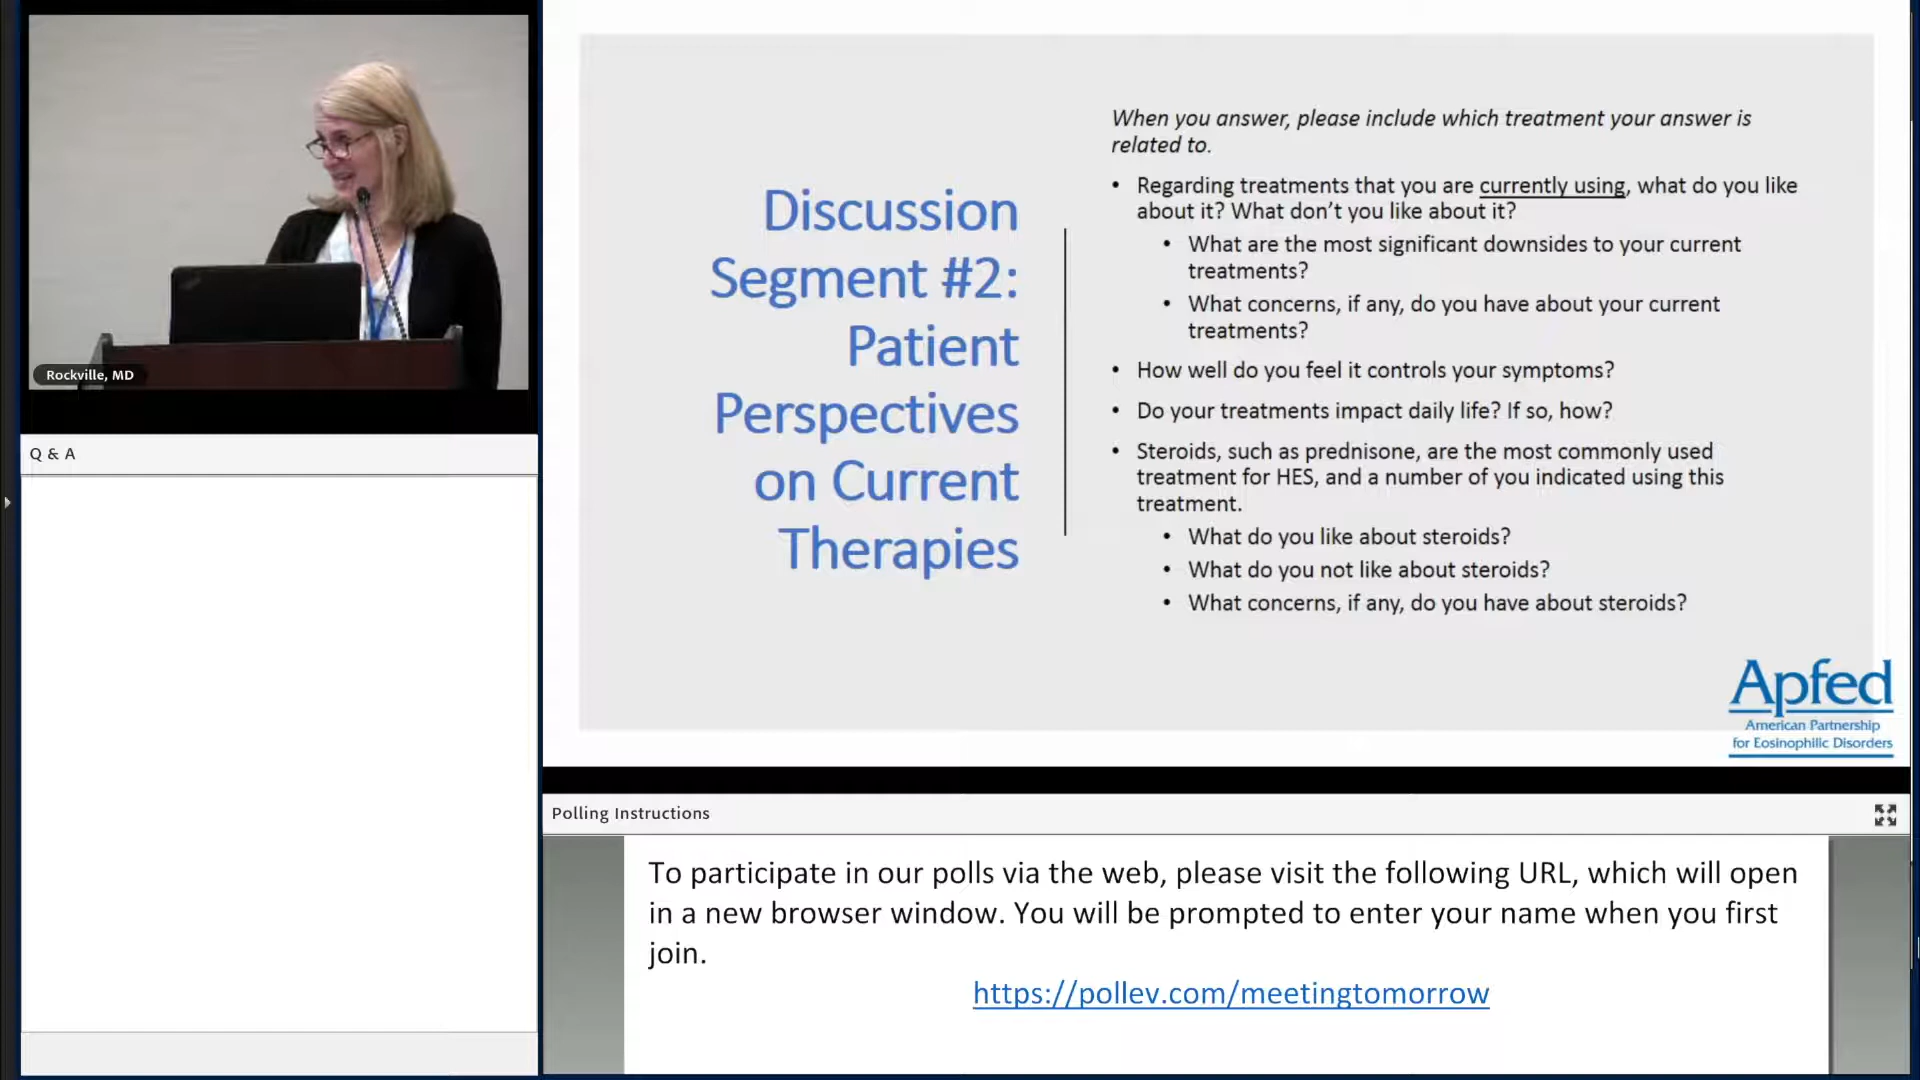 Rockville, MD
Q & A
Discussion
Segment #2:
Patient
Perspectives
on Current
Therapies
When you answer, please include which treatment your answer is
related to.
• Regarding treatments that you are currently using, what do you like
about it? What don't you like about it?
• What are the most significant downsides to your current
treatments?
• What concerns, if any, do you have about your current
treatments?
• How well do you feel it controls your symptoms?
• Do your treatments impact daily life? If so, how?
• Steroids, such as prednisone, are the most commonly used
treatment for HES, and a number of you indicated using this
treatment.
• What do you like about steroids?
• What do you not like about steroids?
• What concerns, if any, do you have about steroids?
Apfed
American Partnership
for Eosinophilic Disorders
Polling Instructions
To participate in our polls via the web, please visit the following URL, which will open
in a new browser window. You will be prompted to enter your name when you first
join.
https://pollev.com/meetingtomorrow